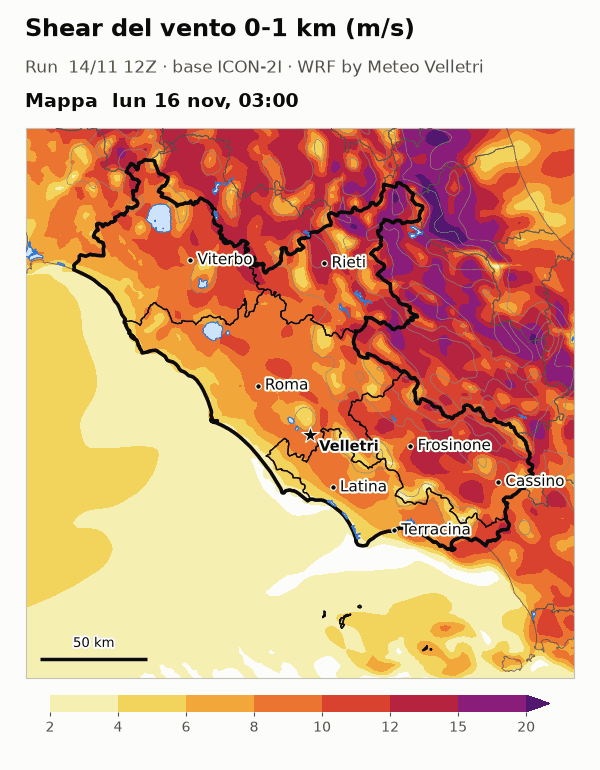 Shear del vento 0-1 km (m/s)
Run  14/11 12Z · base ICON-2I · WRF by Meteo Velletri
Mappa  lun 16 nov, 03:00
Viterbo
Rieti
Roma
Velletri
Frosinone
Cassino
Latina
Terracina
50 km
2 4 6 8 10 12 15 20